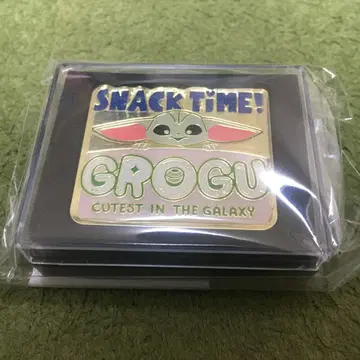 SNACK TiME!
GROGU
CUTEST IN THE GALAXY